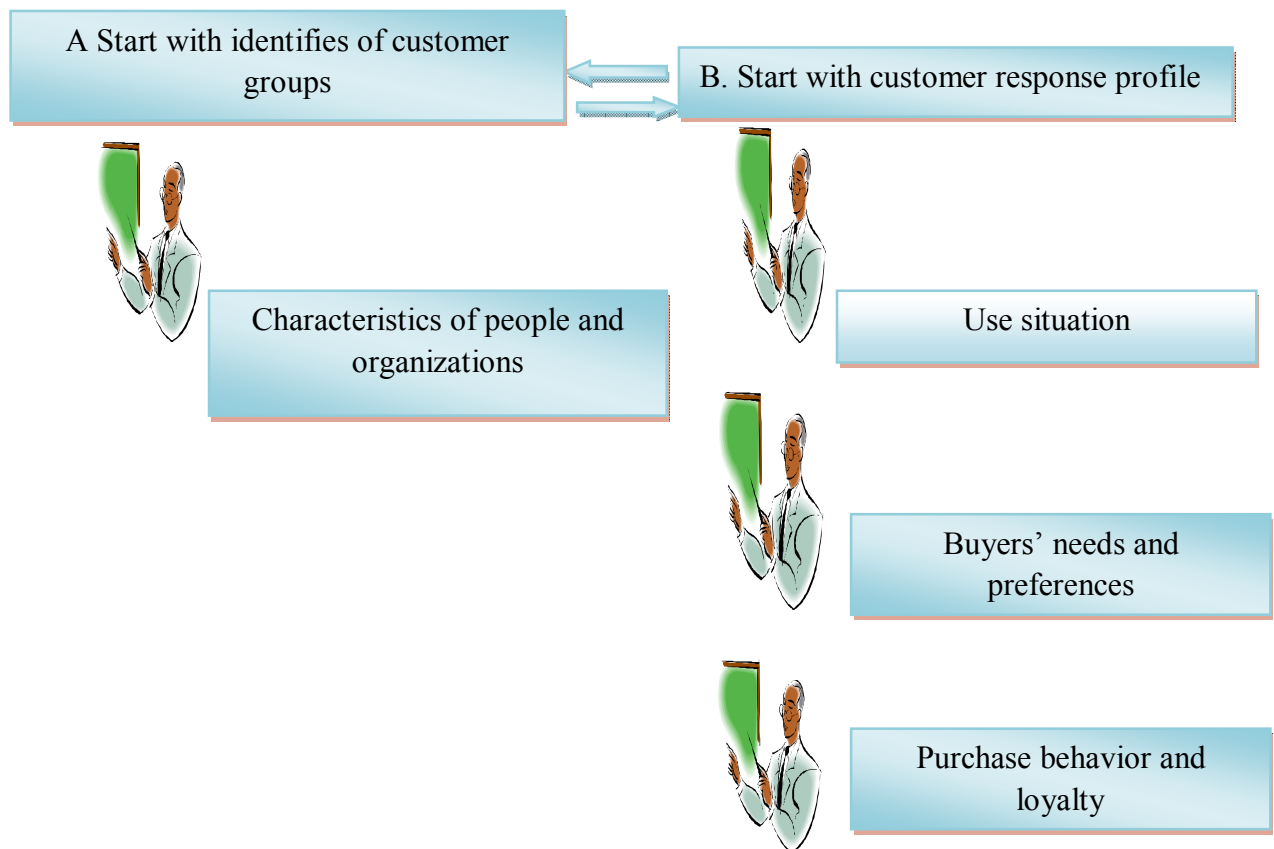 A Start with identifies of customer
groups
B. Start with customer response profile
Characteristics of people and
organizations
Use situation
Buyers’ needs and
preferences
Purchase behavior and
loyalty